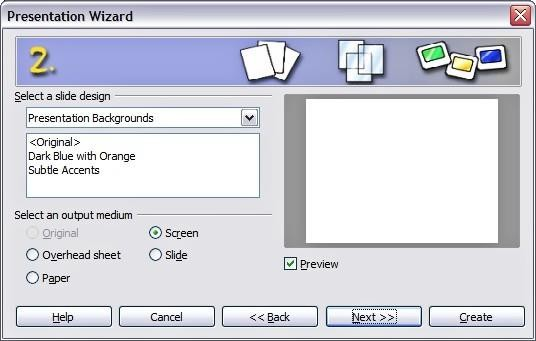 Presentation Wizard
2.
Select a slide design
Presentation Backgrounds
<Original>
Dark Blue with Orange
Subtle Accents
Select an output medium
Original
Screen
Overhead sheet
Slide
Paper
Preview
Help
Cancel
<< Back
Next >>
Create